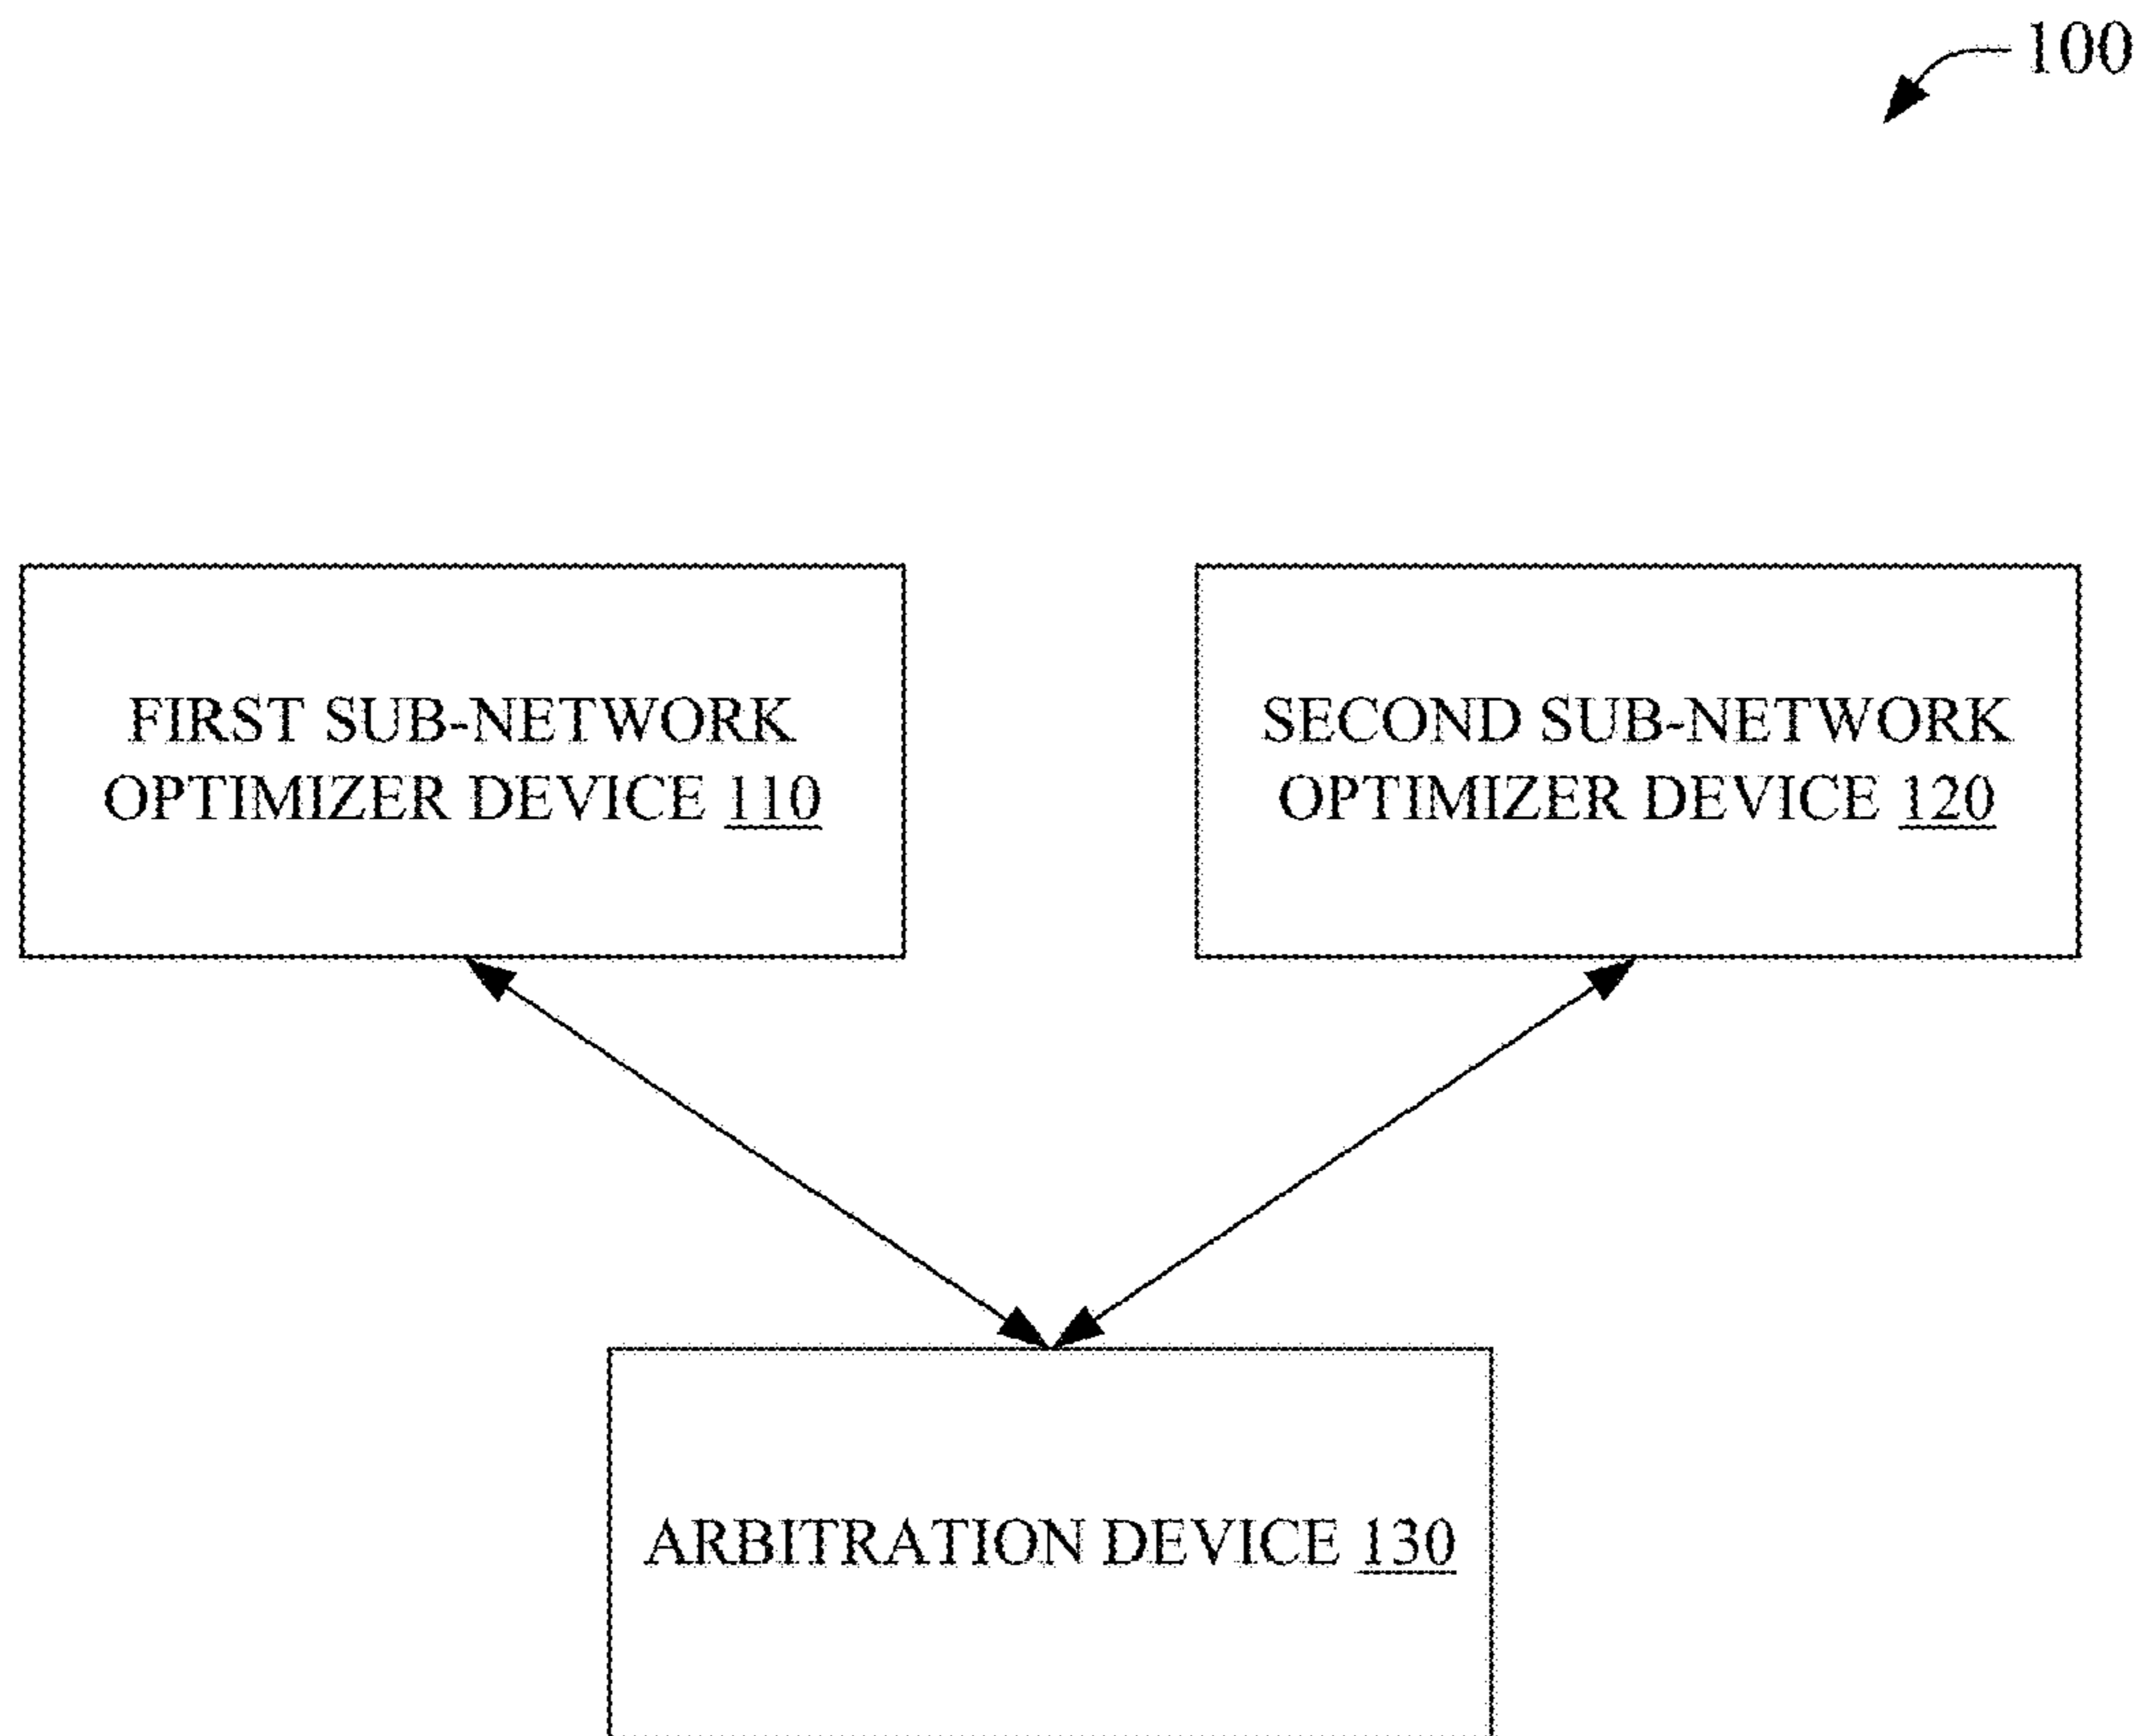 100
FIRST SUB-NETWORK
OPTIMIZER DEVICE 110
SECOND SUB-NETWORK
OPTIMIZER DEVICE 120
ARBITRATION DEVICE 130